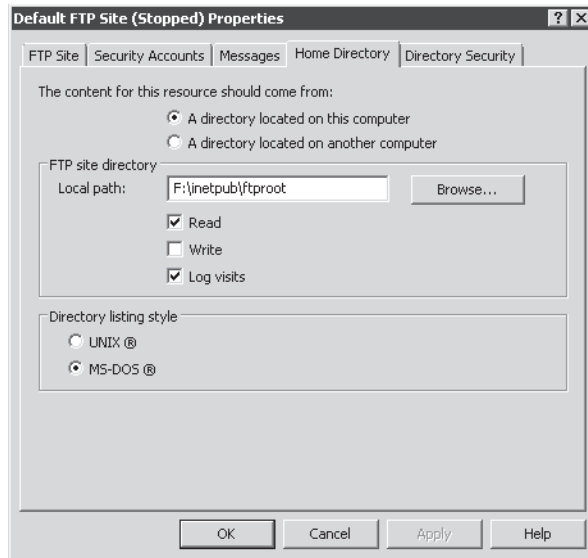 Default FTP Site (Stopped) Properties
FTP Site Security Accounts Messages Home Directory Directory Security
The content for this resource should come from:
A directory located on this computer
A directory located on another computer
FTP site directory
Local path: F:\inetpub\ftproot Browse...
Read
Write
Log visits
Directory listing style
UNIX ®
MS-DOS ®
OK Cancel Apply Help